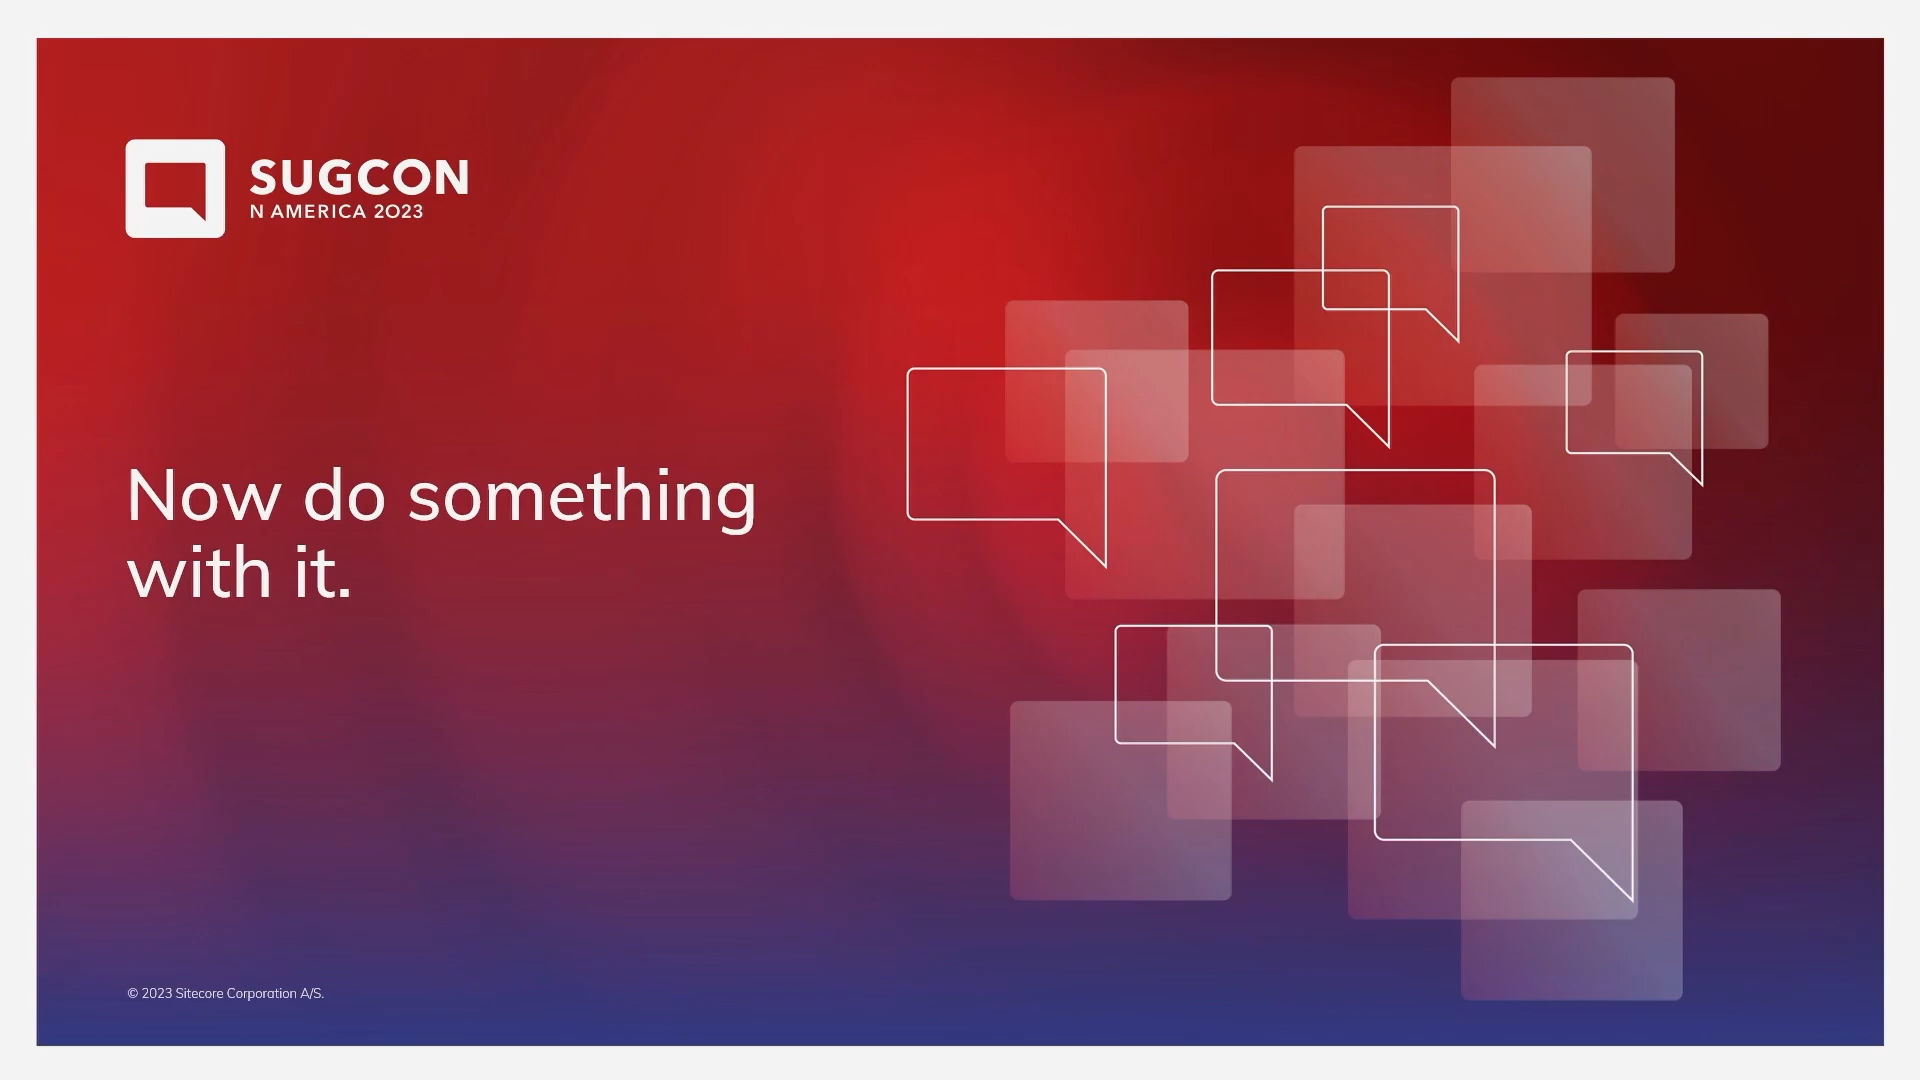 SUGCON
N AMERICA 2023
Now do something
with it.
© 2023 Sitecore Corporation A/S.